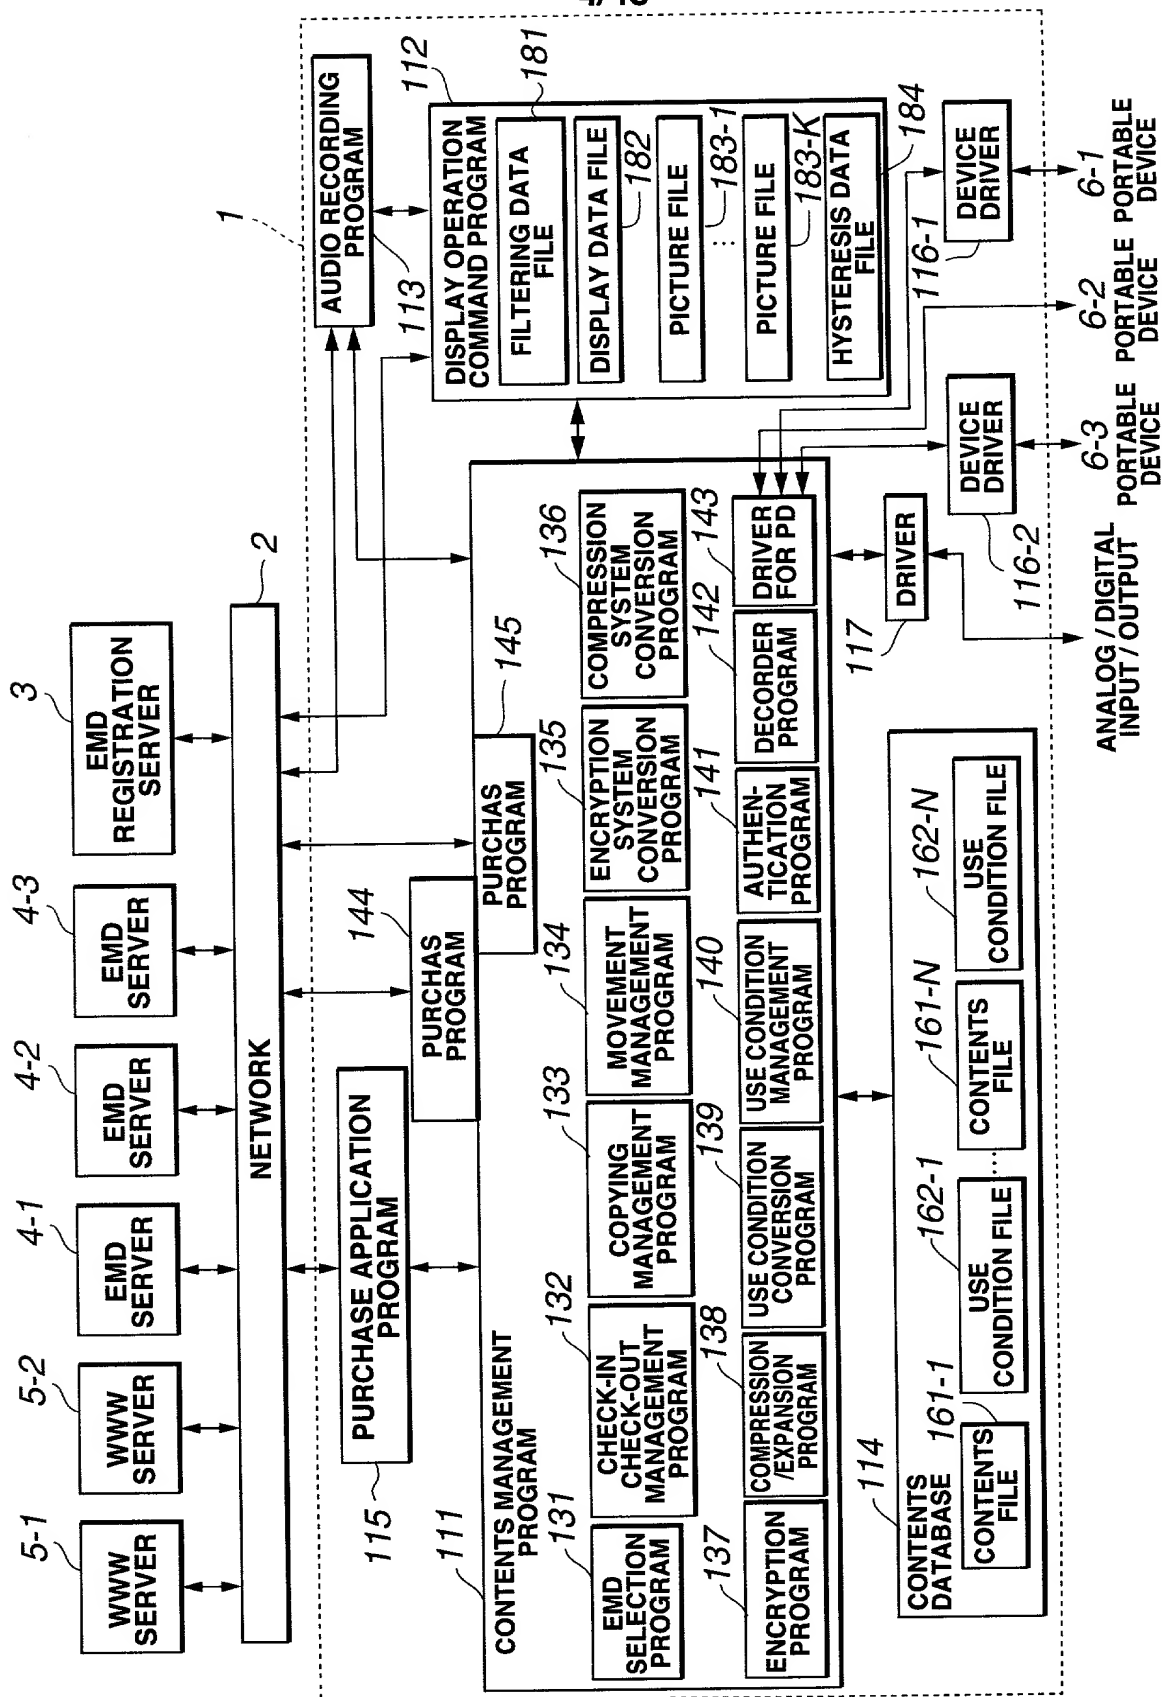 5-1
WWW
SERVER
5-2
WWW
SERVER
4-1
EMD
SERVER
4-2
EMD
SERVER
4-3
EMD
SERVER
3
EMD
REGISTRATION
SERVER
NETWORK
2
1
115
PURCHASE APPLICATION
PROGRAM
144
PURCHAS
PROGRAM
145
PURCHAS
PROGRAM
AUDIO RECORDING
PROGRAM
113
111
CONTENTS MANAGEMENT
PROGRAM
131
EMD
SELECTION
PROGRAM
132
CHECK-IN
CHECK-OUT
MANAGEMENT
PROGRAM
133
COPYING
MANAGEMENT
PROGRAM
134
MOVEMENT
MANAGEMENT
PROGRAM
135
ENCRYPTION
SYSTEM
CONVERSION
PROGRAM
136
COMPRESSION
SYSTEM
CONVERSION
PROGRAM
137
ENCRYPTION
PROGRAM
138
COMPRESSION
/EXPANSION
PROGRAM
139
USE CONDITION
CONVERSION
PROGRAM
140
USE CONDITION
MANAGEMENT
PROGRAM
141
AUTHEN-
TICATION
PROGRAM
142
DECORDER
PROGRAM
143
DRIVER
FOR PD
112
DISPLAY OPERATION
COMMAND PROGRAM
FILTERING DATA
FILE
181
DISPLAY DATA FILE
182
PICTURE FILE
183-1
...
PICTURE FILE
183-K
HYSTERESIS DATA
FILE
184
114
CONTENTS
DATABASE
161-1
CONTENTS
FILE
162-1
USE
CONDITION FILE
.....
161-N
CONTENTS
FILE
162-N
USE
CONDITION FILE
117
DRIVER
116-2
DEVICE
DRIVER
116-1
DEVICE
DRIVER
ANALOG / DIGITAL
INPUT / OUTPUT
6-3
PORTABLE
DEVICE
6-2
PORTABLE
DEVICE
6-1
PORTABLE
DEVICE